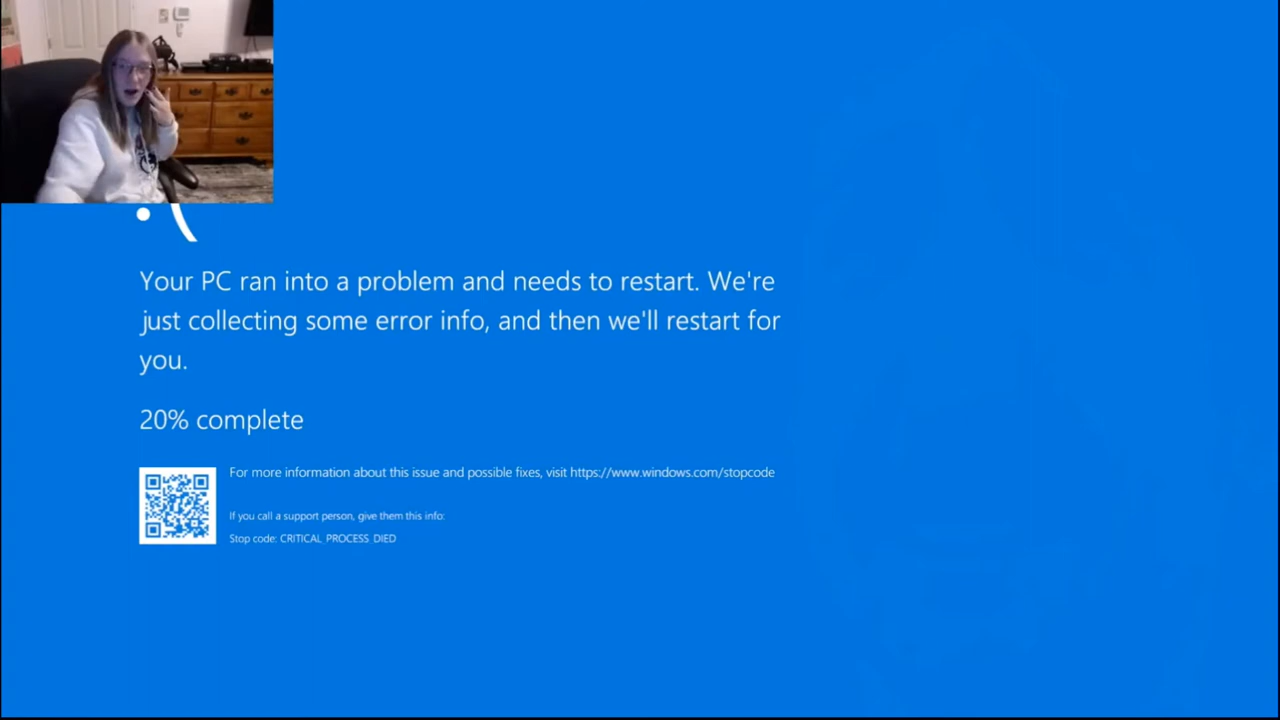 :(
Your PC ran into a problem and needs to restart. We're
just collecting some error info, and then we'll restart for
you.
20% complete
For more information about this issue and possible fixes, visit https://www.windows.com/stopcode
If you call a support person, give them this info:
Stop code: CRITICAL_PROCESS_DIED